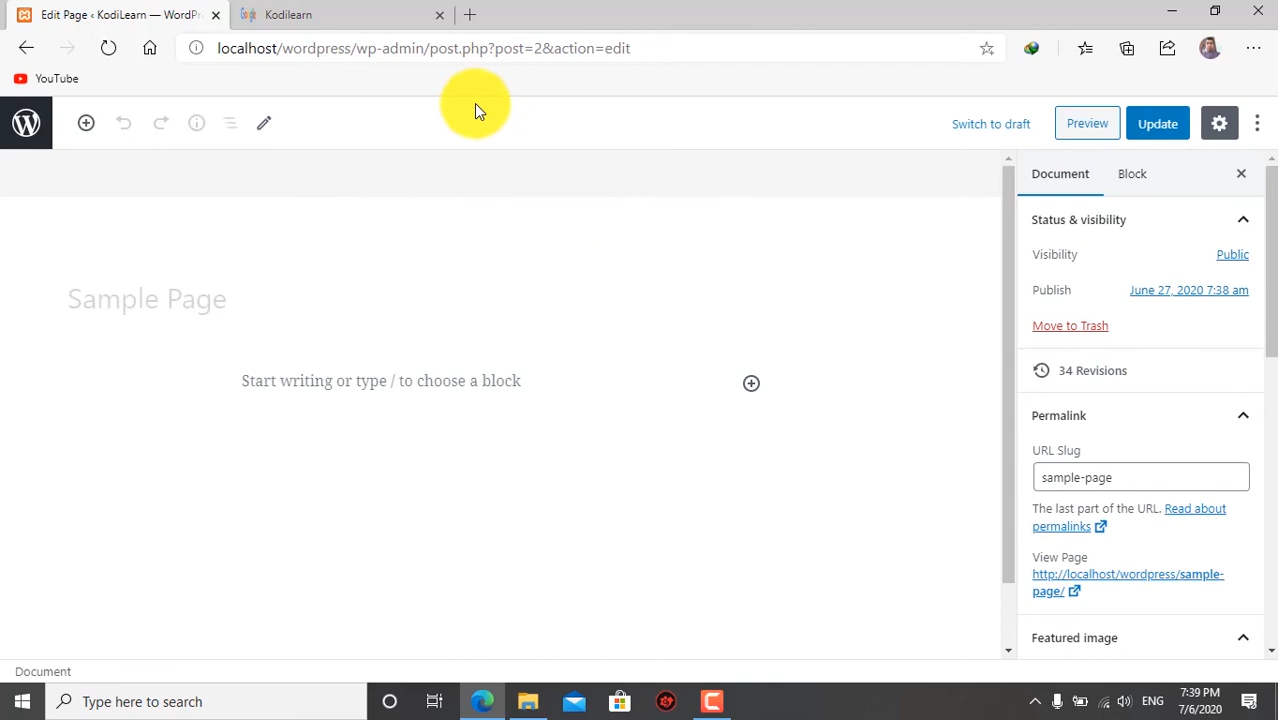 Edit Page ‹ KodiLearn — WordPr
Kodilearn
localhost/wordpress/wp-admin/post.php?post=2&action=edit
YouTube
Switch to draft
Preview
Update
Document
Block
Status & visibility
Visibility
Public
Publish
June 27, 2020 7:38 am
Move to Trash
34 Revisions
Permalink
URL Slug
sample-page
The last part of the URL. Read about
permalinks
View Page
http://localhost/wordpress/sample-
page/
Featured image
Sample Page
Start writing or type / to choose a block
Document
Type here to search
ENG
7:39 PM
7/6/2020